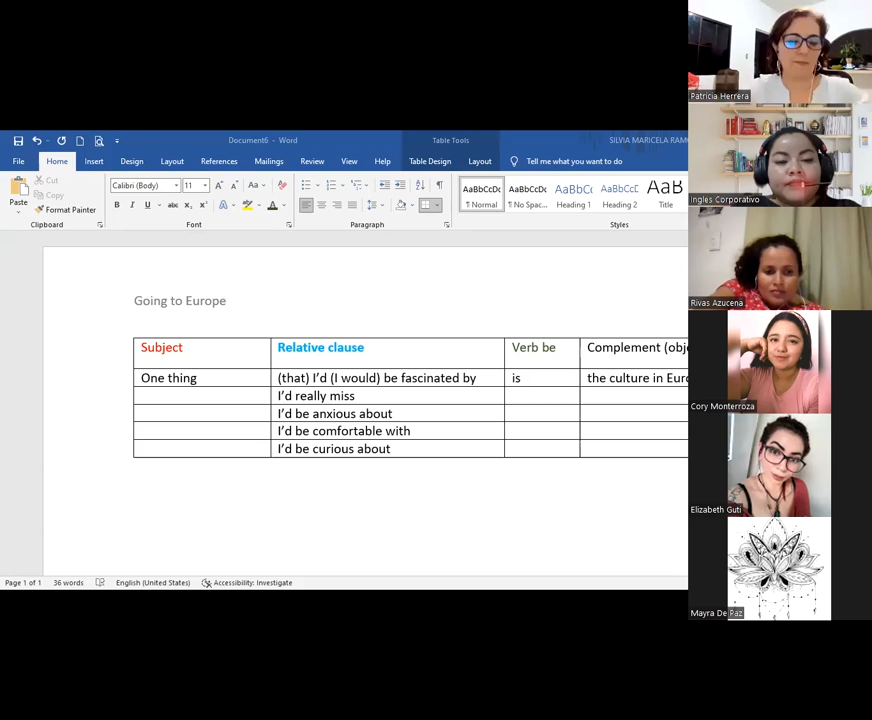 Document6 - Word
Table Tools
SILVIA MARICELA
File Home Insert Design Layout References Mailings Review View Help Table Design Layout Tell me what you want to do
Paste
Cut
Copy
Format Painter
Calibri (Body) 11
AaBbCcDc AaBbCcDc AaBbC AaBbCcD AaB
¶ Normal ¶ No Spac... Heading 1 Heading 2 Title
Clipboard Font Paragraph Styles
Going to Europe
Subject Relative clause Verb be Complement (obj
One thing (that) I'd (I would) be fascinated by is the culture in Eur
I'd really miss
I'd be anxious about
I'd be comfortable with
I'd be curious about
Page 1 of 1 36 words English (United States) Accessibility: Investigate
Patricia Herrera
Ingles Corporativo
Rivas Azucena
Cory Monterroza
Elizabeth Guti
Mayra De Paz